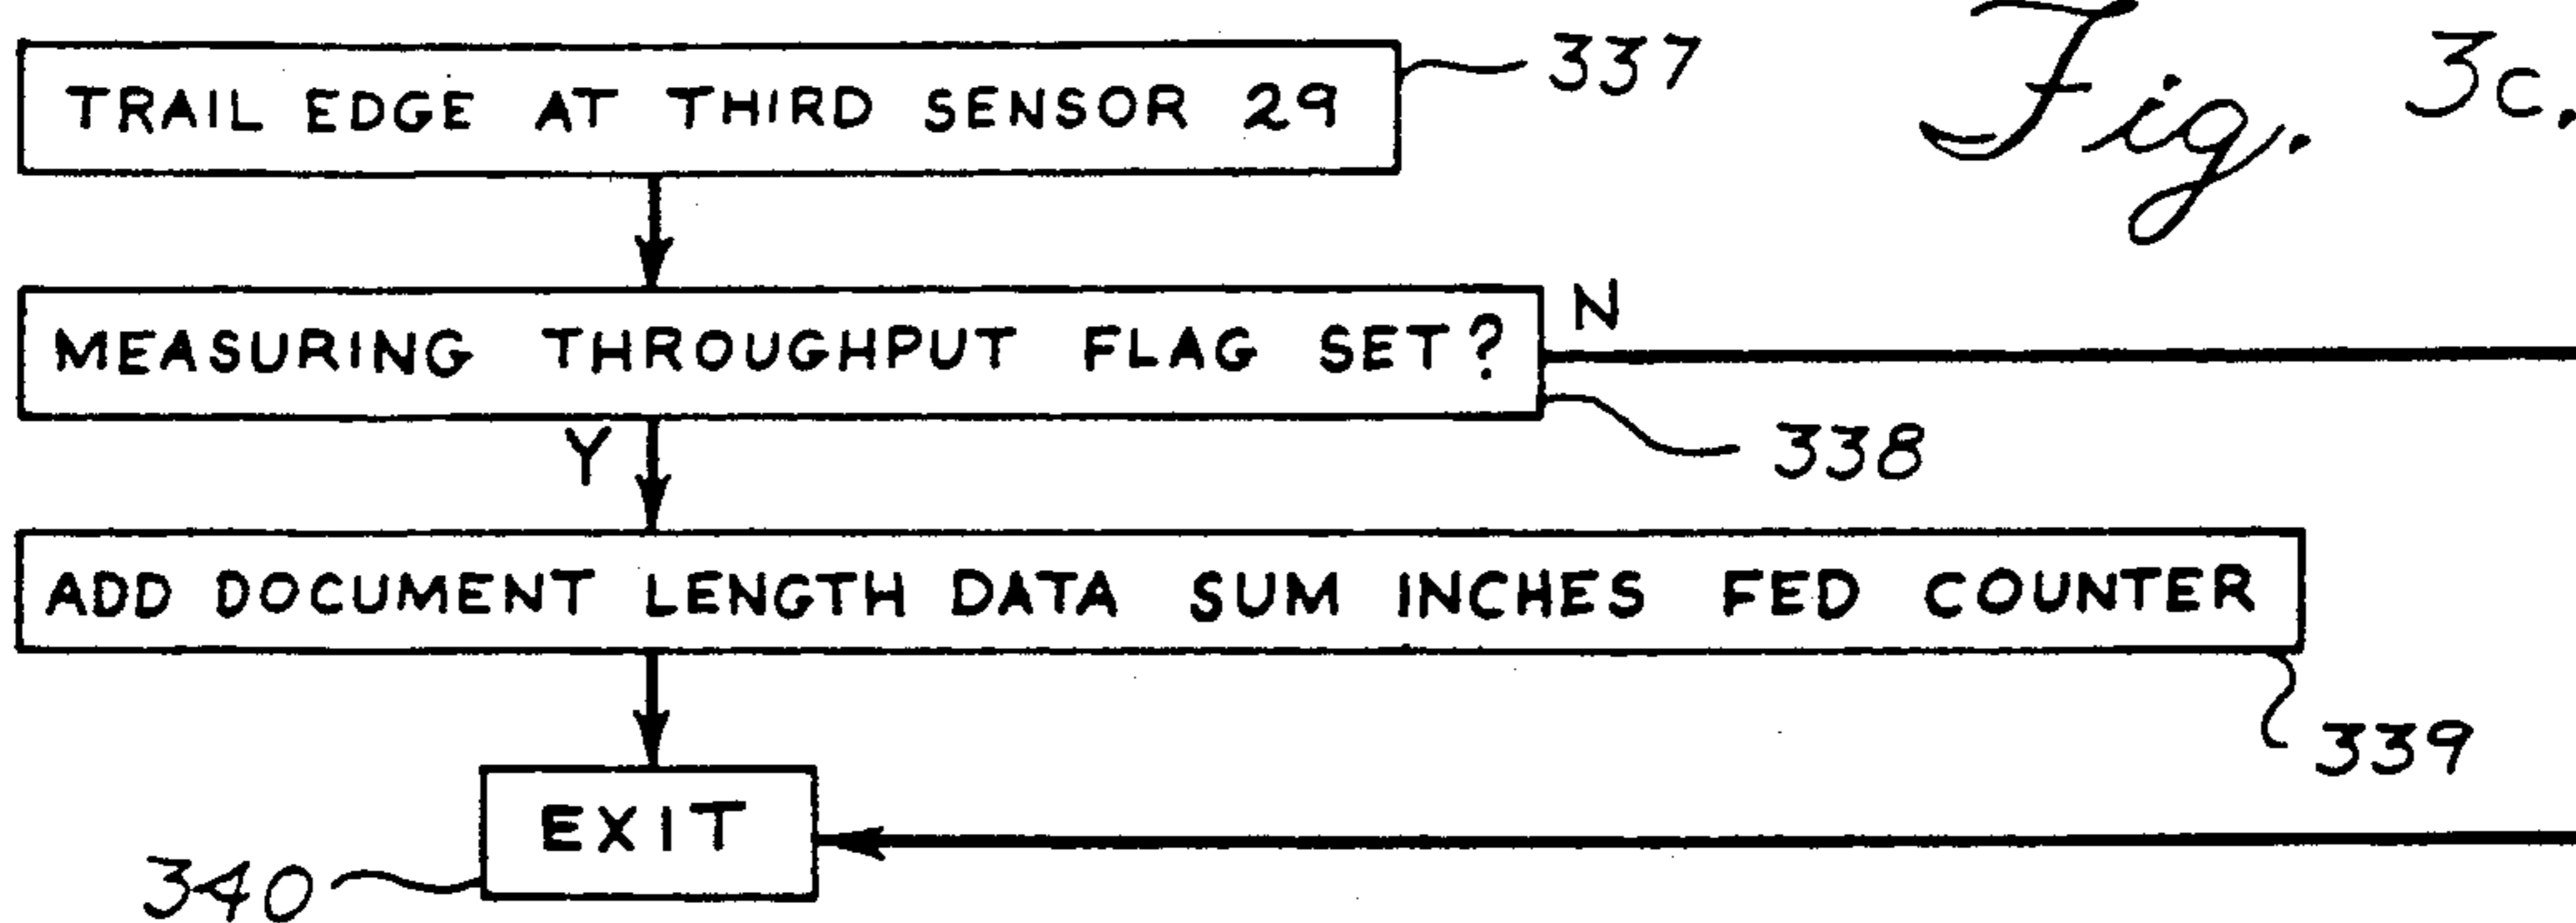 Fig. 3c.
TRAIL EDGE AT THIRD SENSOR 29
337
MEASURING THROUGHPUT FLAG SET?
N
338
Y
ADD DOCUMENT LENGTH DATA SUM INCHES FED COUNTER
339
EXIT
340